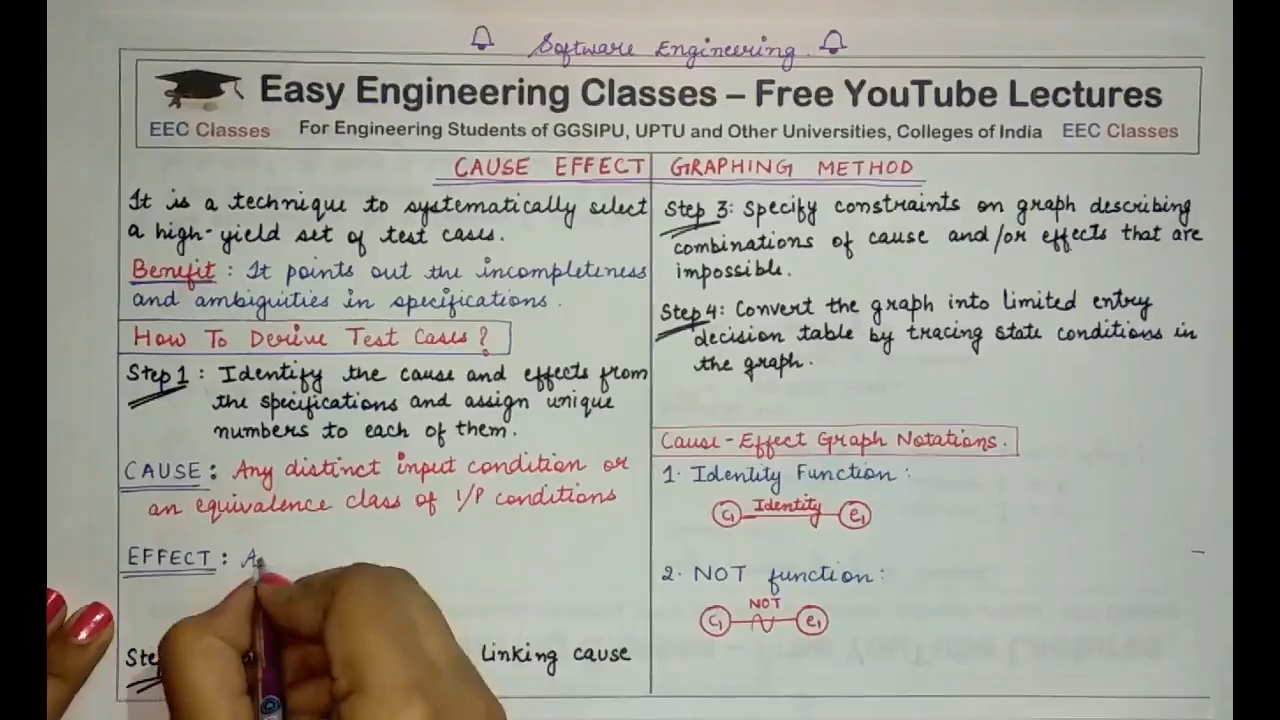 Software Engineering
Easy Engineering Classes – Free YouTube Lectures
EEC Classes For Engineering Students of GGSIPU, UPTU and Other Universities, Colleges of India EEC Classes
CAUSE EFFECT GRAPHING METHOD
It is a technique to systematically select
a high-yield set of test cases.
Benefit : It points out the incompleteness
and ambiguities in specifications.
How To Derive Test Cases?
Step 1 : Identify the cause and effects from
the specifications and assign unique
numbers to each of them.
CAUSE : Any distinct input condition or
an equivalence class of I/P conditions
EFFECT :
linking cause
Step 3: Specify constraints on graph describing
combinations of cause and/or effects that are
impossible.
Step 4: Convert the graph into limited entry
decision table by tracing state conditions in
the graph.
Cause-Effect Graph Notations.
1. Identity Function :
C1 Identity e1
2. NOT function :
NOT
C1 e1